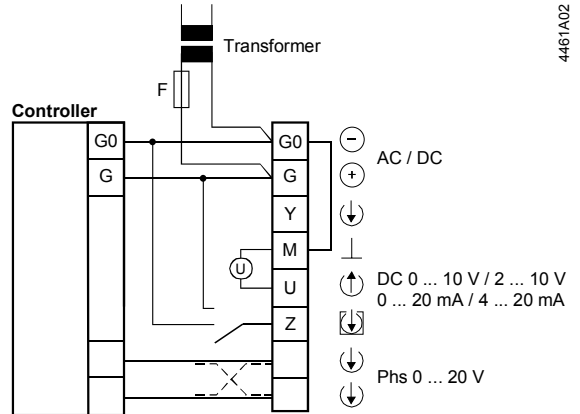 4461A02
Transformer
F
Controller
G0
G
G0
G
Y
M
U
Z
U
AC / DC
DC 0 ... 10 V / 2 ... 10 V
0 ... 20 mA / 4 ... 20 mA
Phs 0 ... 20 V